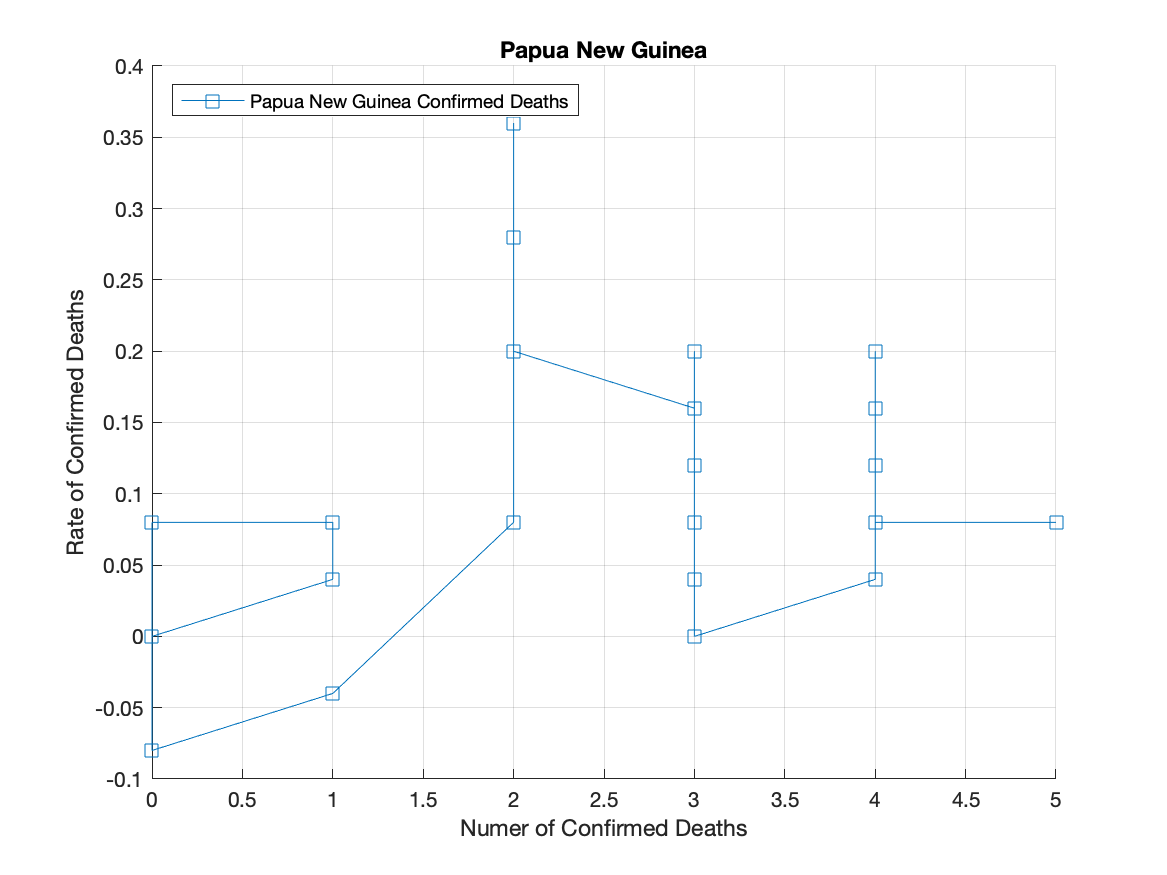 Papua New Guinea
0.4
Papua New Guinea Confirmed Deaths
0.35
0.3
0.25
0.2
0.15
0.1
0.05
0
-0.05
-0.1
Rate of Confirmed Deaths
0 0.5 1 1.5 2 2.5 3 3.5 4 4.5 5
Numer of Confirmed Deaths